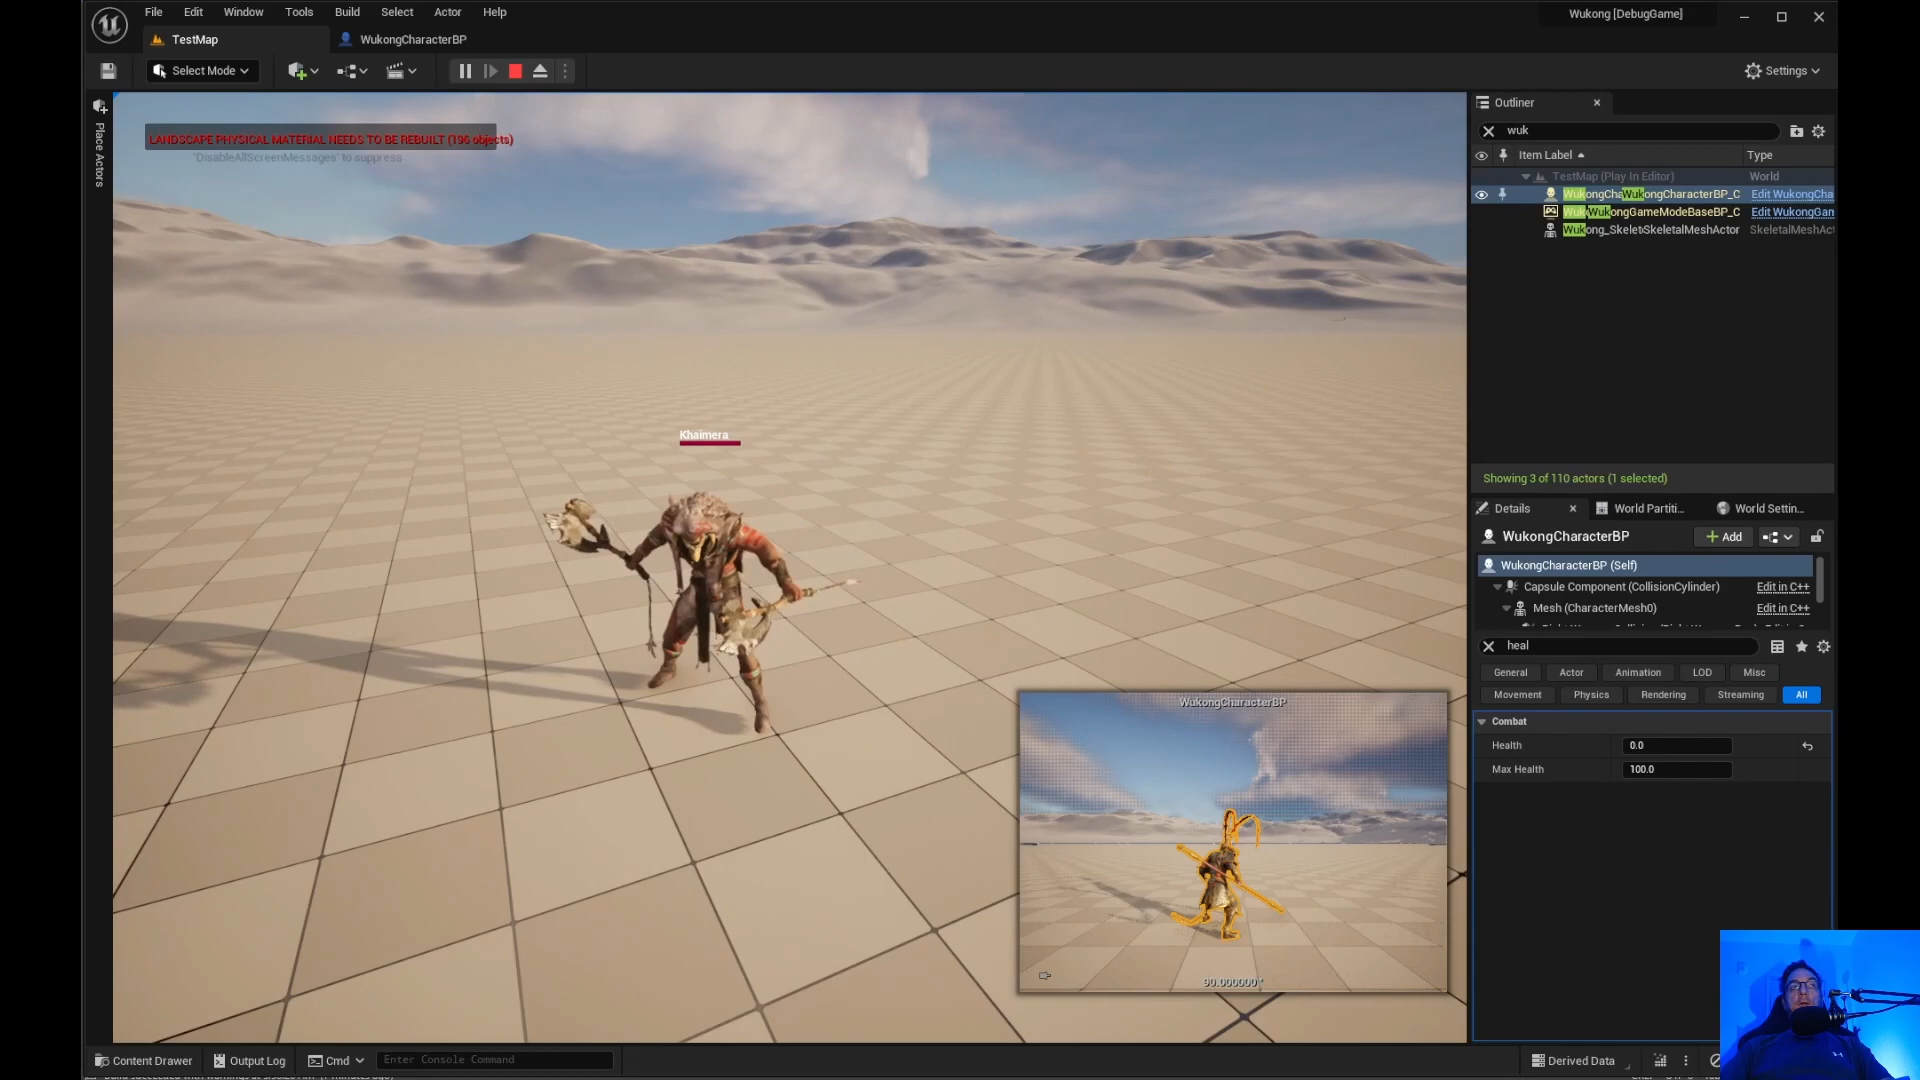 File Edit Window Tools Build Select Actor Help
Wukong [DebugGame]
TestMap
WukongCharacterBP
Select Mode
Settings
Place Actors
LANDSCAPE PHYSICAL MATERIAL NEEDS TO BE REBUILT (196 objects)
'DisableAllScreenMessages' to suppress
Khaimera
WukongCharacterBP
90.000000°
Outliner
wuk
Item Label
Type
TestMap (Play In Editor)
World
WukongChaWukongCharacterBP_C
Edit WukongCha
WukWukongGameModeBaseBP_C
Edit WukongGam
Wukong_SkeletSkeletalMeshActor
SkeletalMeshAct
Showing 3 of 110 actors (1 selected)
Details
World Partiti...
World Settin...
WukongCharacterBP
Add
WukongCharacterBP (Self)
Capsule Component (CollisionCylinder)
Edit in C++
Mesh (CharacterMesh0)
Edit in C++
heal
General Actor Animation LOD Misc
Movement Physics Rendering Streaming All
Combat
Health
0.0
Max Health
100.0
Content Drawer
Output Log
Cmd
Enter Console Command
Derived Data